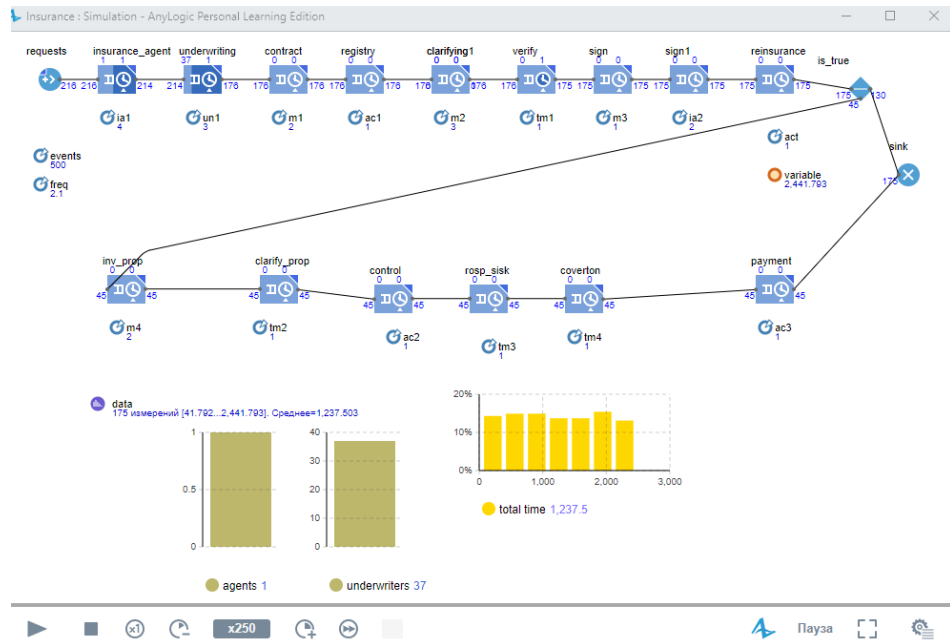 Insurance : Simulation - AnyLogic Personal Learning Edition
requests insurance_agent underwriting contract registry clarifying1 verify sign sign1 reinsurance is_true
1 1 37 1 0 0 0 0 0 0 0 1 0 0 0 0 0 0
216 216 214 214 176 176 176 176 176 176 175 175 175 175 175 175 175 175 130
45
ia1 un1 m1 ac1 m2 tm1 m3 ia2 act
4 3 2 1 3 1 1 2 1
events
500
freq
2.1
variable
2,441.793
sink
175
inv_prop clarify_prop control rosp_sisk coverton payment
0 0 0 0 0 0 0 0 0 0 0 0
45 45 45 45 45 45 45 45 45 45 45 45
m4 tm2 ac2 tm3 tm4 ac3
2 1 1 1 1 1
data
175 измерений [41.792...2,441.793]. Среднее=1,237.503
1
0.5
0
40
30
20
10
0
20%
10%
0%
0 1,000 2,000 3,000
total time 1,237.5
agents 1 underwriters 37
x1 x250 Пауза